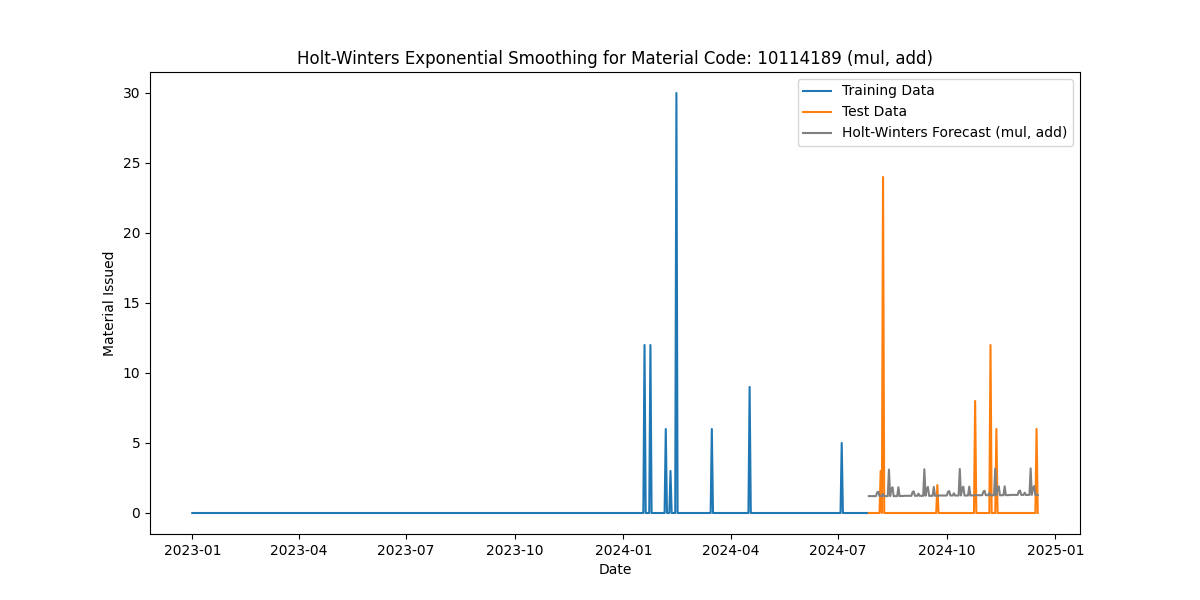 Holt-Winters Exponential Smoothing for Material Code: 10114189 (mul, add)
Training Data
Test Data
Holt-Winters Forecast (mul, add)
Material Issued
30
25
20
15
10
5
0
2023-01
2023-04
2023-07
2023-10
2024-01
2024-04
2024-07
2024-10
2025-01
Date